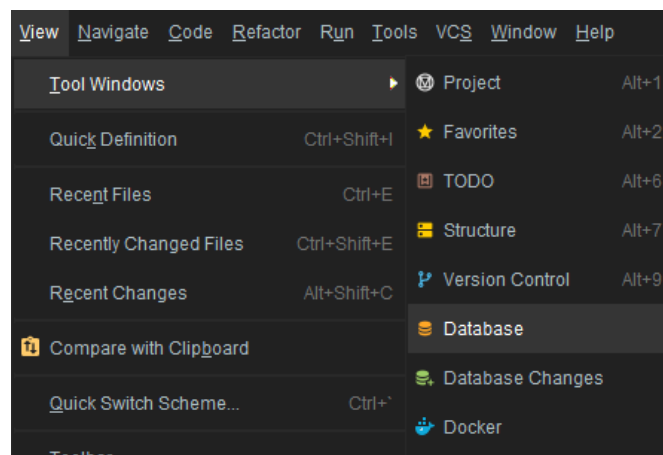 View Navigate Code Refactor Run Tools VCS Window Help
Tool Windows
Quick Definition Ctrl+Shift+I
Recent Files Ctrl+E
Recently Changed Files Ctrl+Shift+E
Recent Changes Alt+Shift+C
Compare with Clipboard
Quick Switch Scheme... Ctrl+`
Project Alt+1
Favorites Alt+2
TODO Alt+6
Structure Alt+7
Version Control Alt+9
Database
Database Changes
Docker